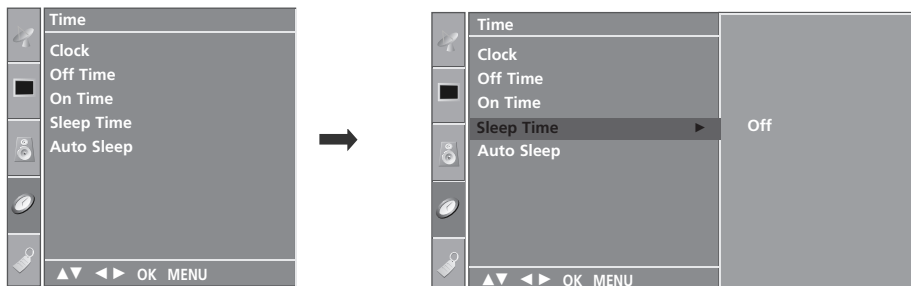 Time
Clock
Off Time
On Time
Sleep Time
Auto Sleep
▲▼ ◄► OK MENU
Time
Clock
Off Time
On Time
Sleep Time ►
Off
Auto Sleep
▲▼ ◄► OK MENU